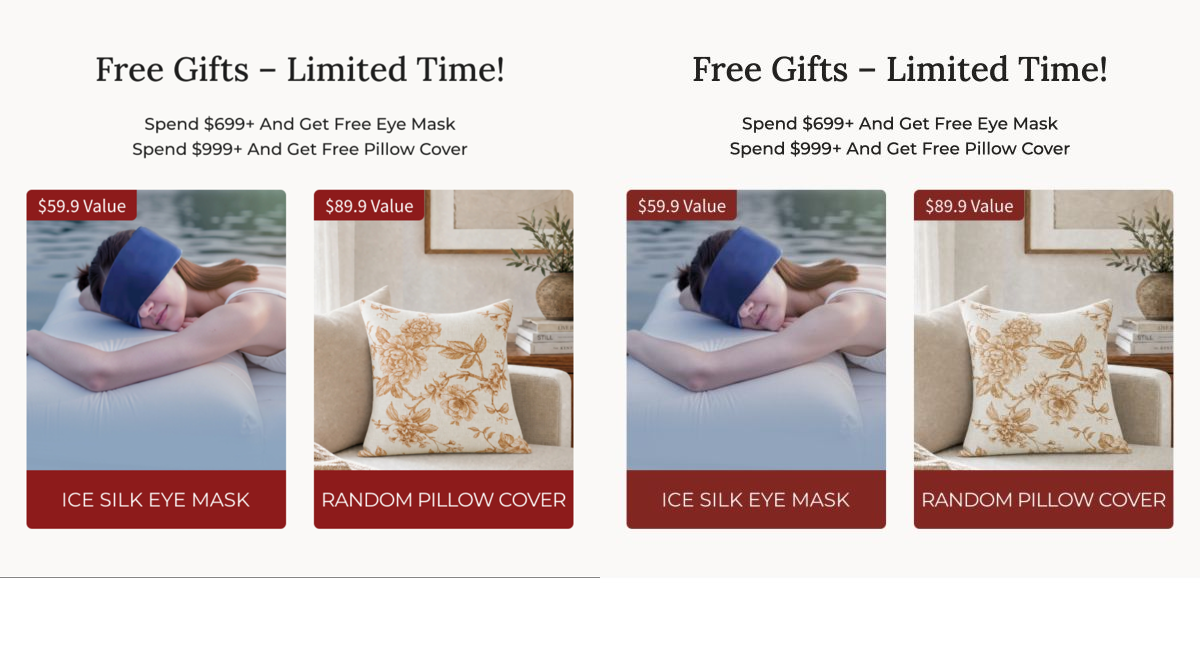 Free Gifts – Limited Time!
Spend $699+ And Get Free Eye Mask
Spend $999+ And Get Free Pillow Cover
$59.9 Value
$89.9 Value
STILL
ICE SILK EYE MASK
RANDOM PILLOW COVER
Free Gifts – Limited Time!
Spend $699+ And Get Free Eye Mask
Spend $999+ And Get Free Pillow Cover
$59.9 Value
$89.9 Value
STILL
ICE SILK EYE MASK
RANDOM PILLOW COVER